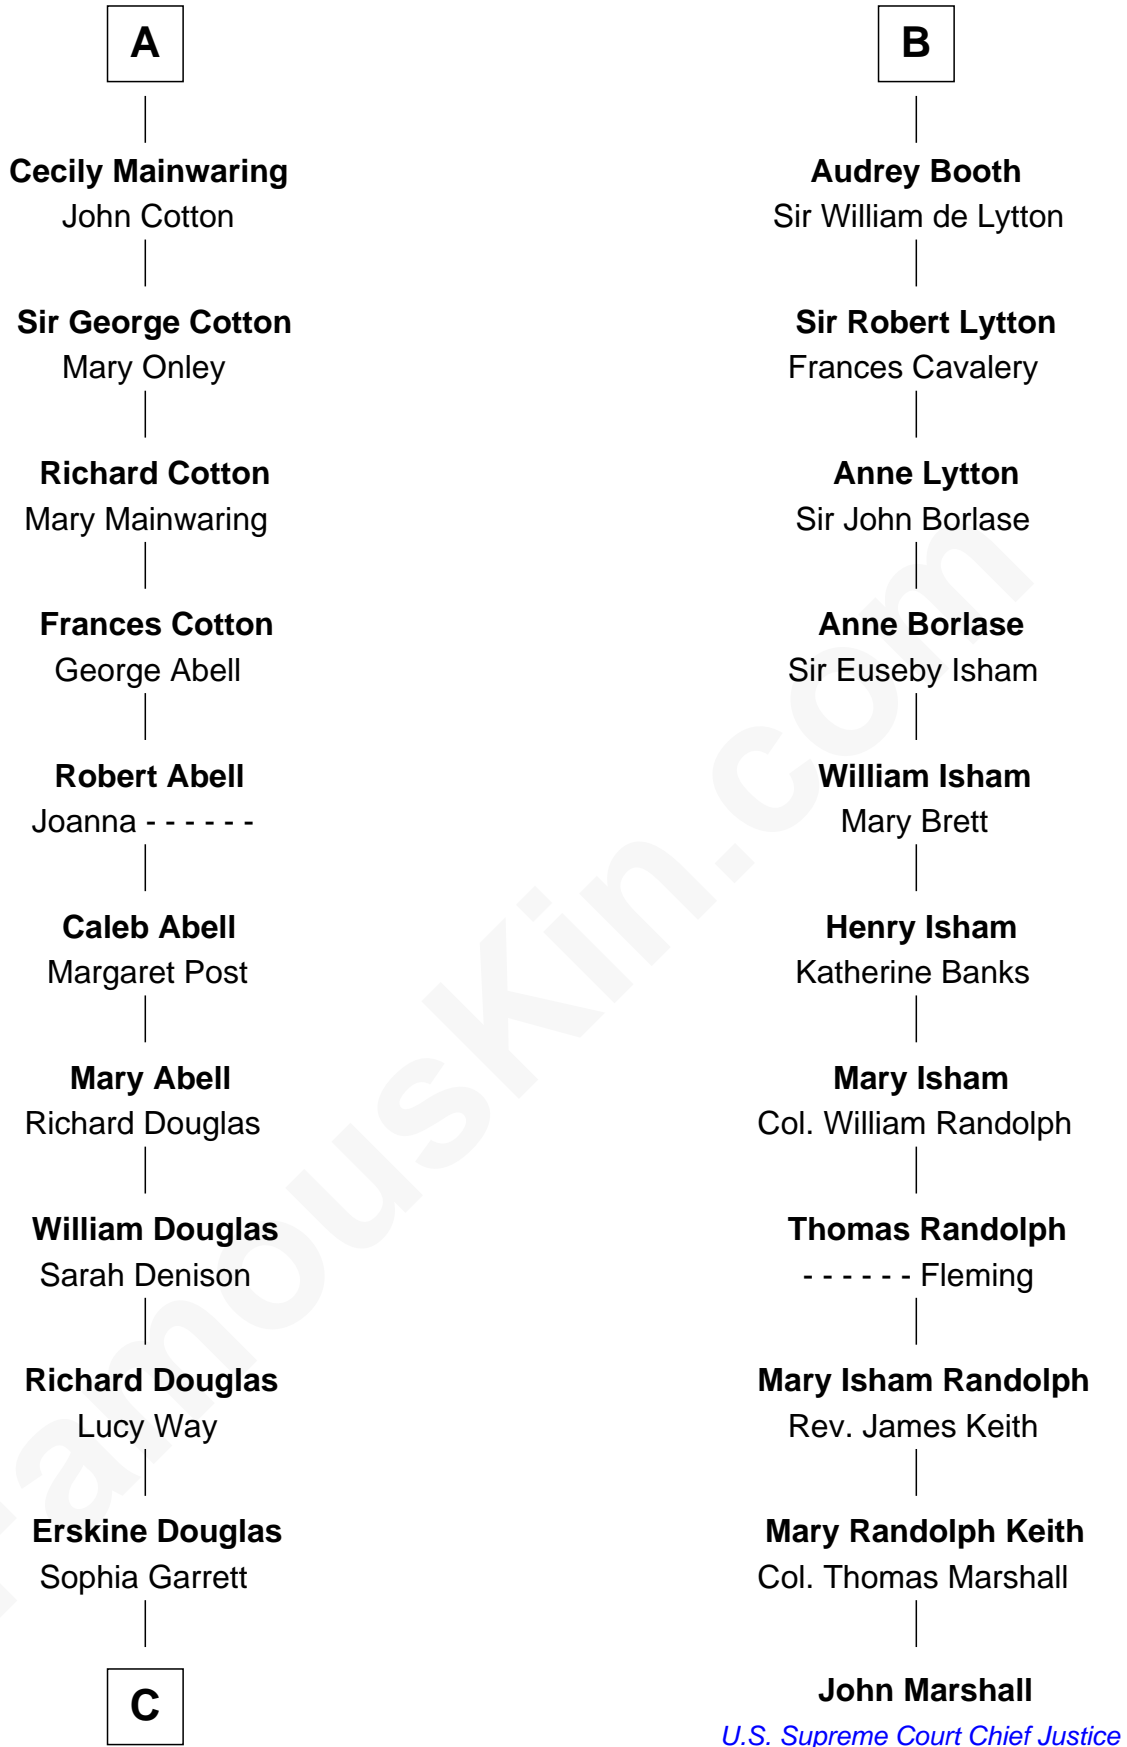 A
Cecily Mainwaring
John Cotton
Sir George Cotton
Mary Onley
Richard Cotton
Mary Mainwaring
Frances Cotton
George Abell
Robert Abell
Joanna - - - - - -
Caleb Abell
Margaret Post
Mary Abell
Richard Douglas
William Douglas
Sarah Denison
Richard Douglas
Lucy Way
Erskine Douglas
Sophia Garrett
C
B
Audrey Booth
Sir William de Lytton
Sir Robert Lytton
Frances Cavalery
Anne Lytton
Sir John Borlase
Anne Borlase
Sir Euseby Isham
William Isham
Mary Brett
Henry Isham
Katherine Banks
Mary Isham
Col. William Randolph
Thomas Randolph
- - - - - - Fleming
Mary Isham Randolph
Rev. James Keith
Mary Randolph Keith
Col. Thomas Marshall
John Marshall
U.S. Supreme Court Chief Justice
FamousKin.com